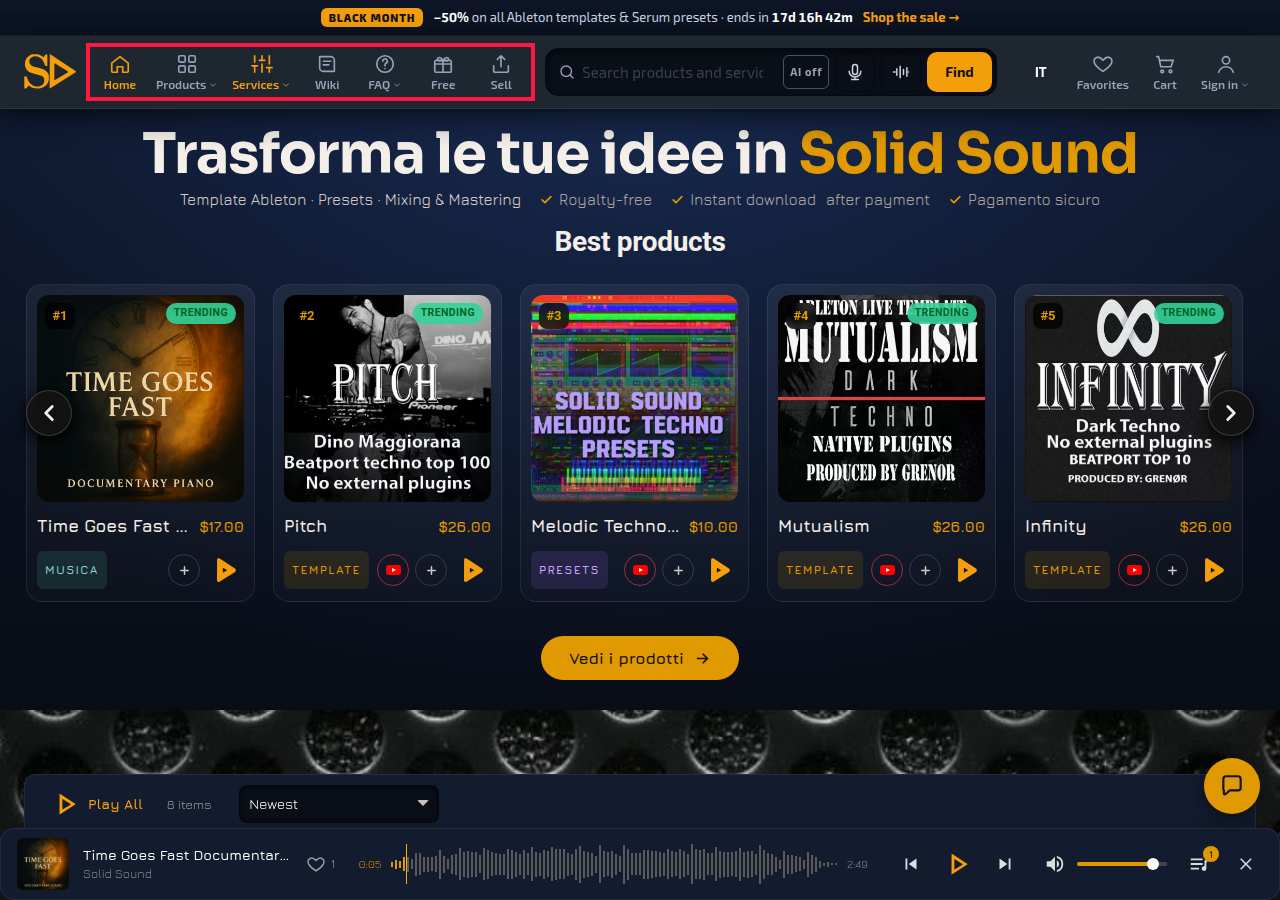 BLACK MONTH −50% on all Ableton templates & Serum presets · ends in 17d 16h 42m Shop the sale →
Home Products Services Wiki FAQ Free Sell
Search products and servic AI off Find IT Favorites Cart Sign in
Trasforma le tue idee in Solid Sound
Template Ableton · Presets · Mixing & Mastering ✓ Royalty-free ✓ Instant download after payment ✓ Pagamento sicuro
Best products
#1 TRENDING
TIME GOES
FAST
DOCUMENTARY PIANO
Time Goes Fast ... $17.00
MUSICA
#2 TRENDING
DINO M
PITCH
Pioneer
Dino Maggiorana
Beatport techno top 100
No external plugins
Pitch $26.00
TEMPLATE
#3
SOLID SOUND
MELODIC TECHNO
PRESETS
Melodic Techno... $10.00
PRESETS
#4 TRENDING
ABLETON LIVE TEMPLATE
MUTUALISM
DARK
TECHNO
NATIVE PLUGINS
PRODUCED BY GRENOR
Mutualism $26.00
TEMPLATE
#5 TRENDING
INFINITY
Dark Techno
No external plugins
BEATPORT TOP 10
PRODUCED BY: GRENØR
Infinity $26.00
TEMPLATE
Vedi i prodotti →
Play All 8 items Newest
TIME GOES
FAST
Time Goes Fast Documentar...
Solid Sound
1 0:05 2:49 1